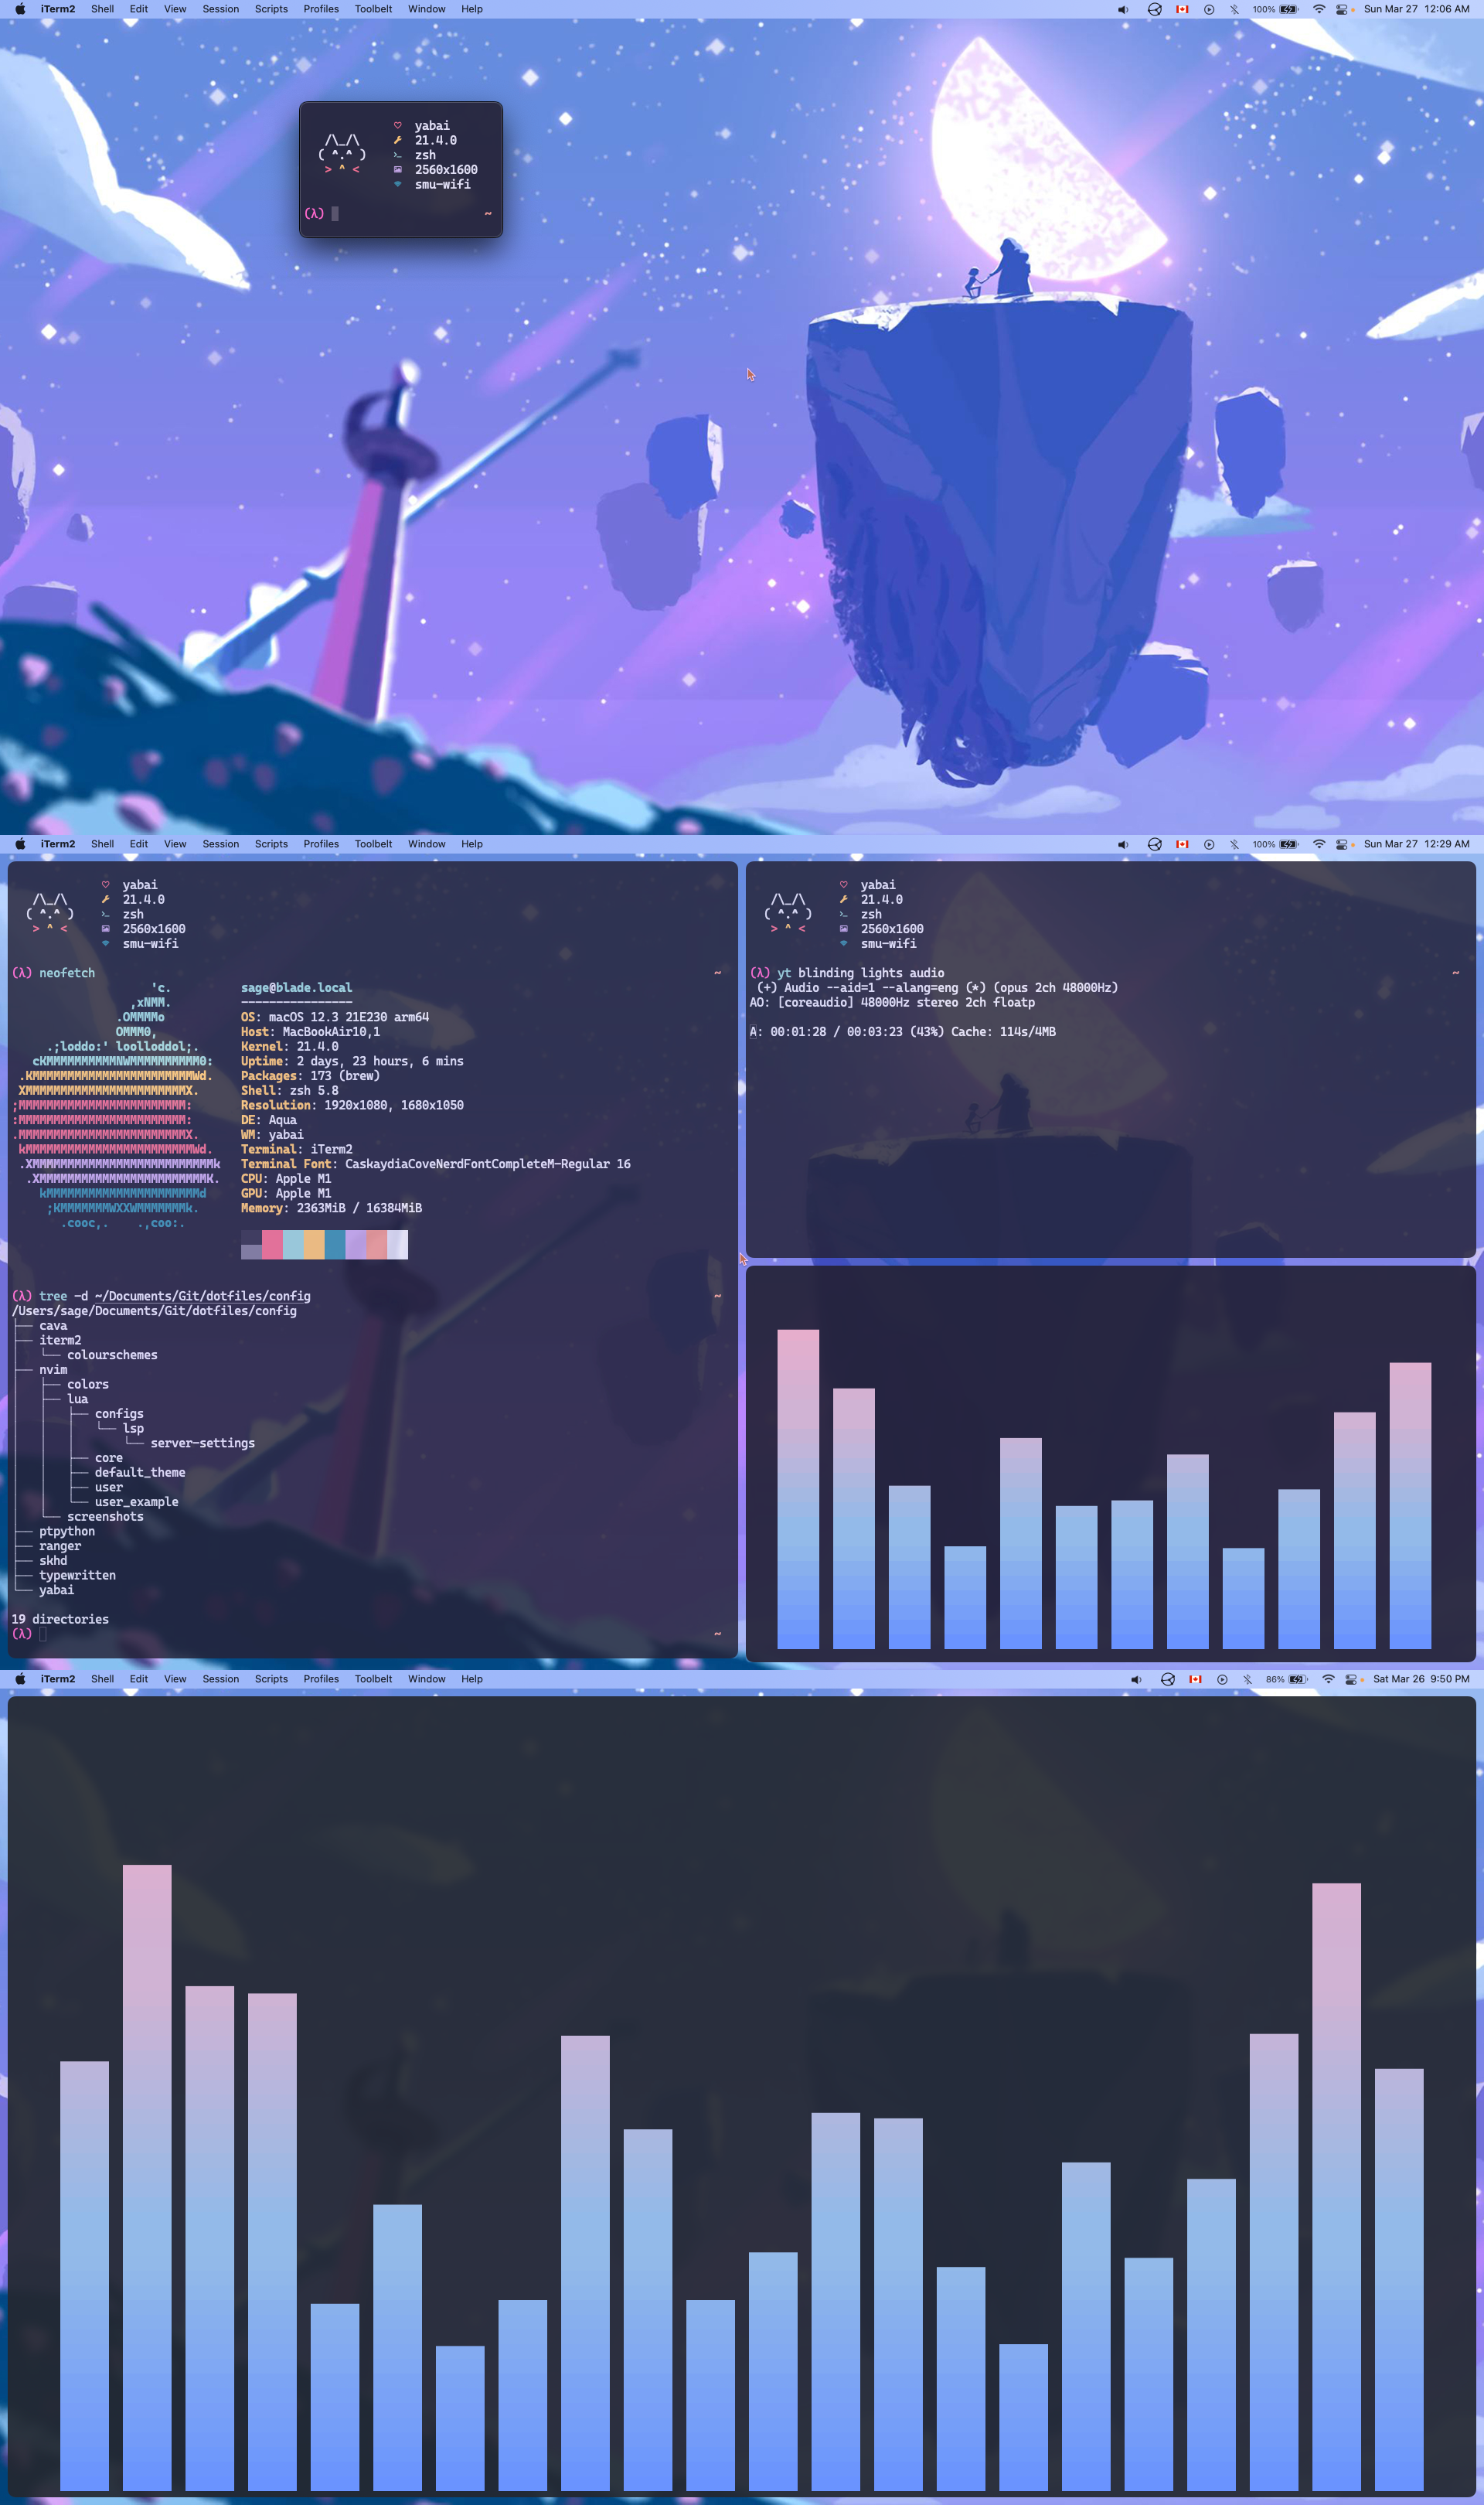 iTerm2 Shell Edit View Session Scripts Profiles Toolbelt Window Help 100% Sun Mar 27 12:06 AM
yabai
/\_/\ 21.4.0
( ^.^ ) zsh
> ^ < 2560x1600
smu-wifi
(λ) ~
iTerm2 Shell Edit View Session Scripts Profiles Toolbelt Window Help 100% Sun Mar 27 12:29 AM
yabai
/\_/\ 21.4.0
( ^.^ ) zsh
> ^ < 2560x1600
smu-wifi
(λ) neofetch ~
'c. sage@blade.local
,xNMM. ----------------
.OMMMMo OS: macOS 12.3 21E230 arm64
OMMM0, Host: MacBookAir10,1
.;loddo:' loolloddol;. Kernel: 21.4.0
cKMMMMMMMMMMNWMMMMMMMMMM0: Uptime: 2 days, 23 hours, 6 mins
.KMMMMMMMMMMMMMMMMMMMMMMMWd. Packages: 173 (brew)
XMMMMMMMMMMMMMMMMMMMMMMMX. Shell: zsh 5.8
;MMMMMMMMMMMMMMMMMMMMMMMM: Resolution: 1920x1080, 1680x1050
:MMMMMMMMMMMMMMMMMMMMMMMM: DE: Aqua
.MMMMMMMMMMMMMMMMMMMMMMMMX. WM: yabai
kMMMMMMMMMMMMMMMMMMMMMMMMWd. Terminal: iTerm2
.XMMMMMMMMMMMMMMMMMMMMMMMMMMk Terminal Font: CaskaydiaCoveNerdFontCompleteM-Regular 16
.XMMMMMMMMMMMMMMMMMMMMMMMMK. CPU: Apple M1
kMMMMMMMMMMMMMMMMMMMMMMd GPU: Apple M1
;KMMMMMMMWXXWMMMMMMMk. Memory: 2363MiB / 16384MiB
.cooc,. .,coo:.
(λ) tree -d ~/Documents/Git/dotfiles/config ~
/Users/sage/Documents/Git/dotfiles/config
├── cava
├── iterm2
│   └── colourschemes
├── nvim
│   ├── colors
│   ├── lua
│   │   ├── configs
│   │   │   └── lsp
│   │   │       └── server-settings
│   │   ├── core
│   │   ├── default_theme
│   │   ├── user
│   │   └── user_example
│   └── screenshots
├── ptpython
├── ranger
├── skhd
├── typewritten
└── yabai
19 directories
(λ) ~
yabai
/\_/\ 21.4.0
( ^.^ ) zsh
> ^ < 2560x1600
smu-wifi
(λ) yt blinding lights audio ~
(+) Audio --aid=1 --alang=eng (*) (opus 2ch 48000Hz)
AO: [coreaudio] 48000Hz stereo 2ch floatp
A: 00:01:28 / 00:03:23 (43%) Cache: 114s/4MB
iTerm2 Shell Edit View Session Scripts Profiles Toolbelt Window Help 86% Sat Mar 26 9:50 PM